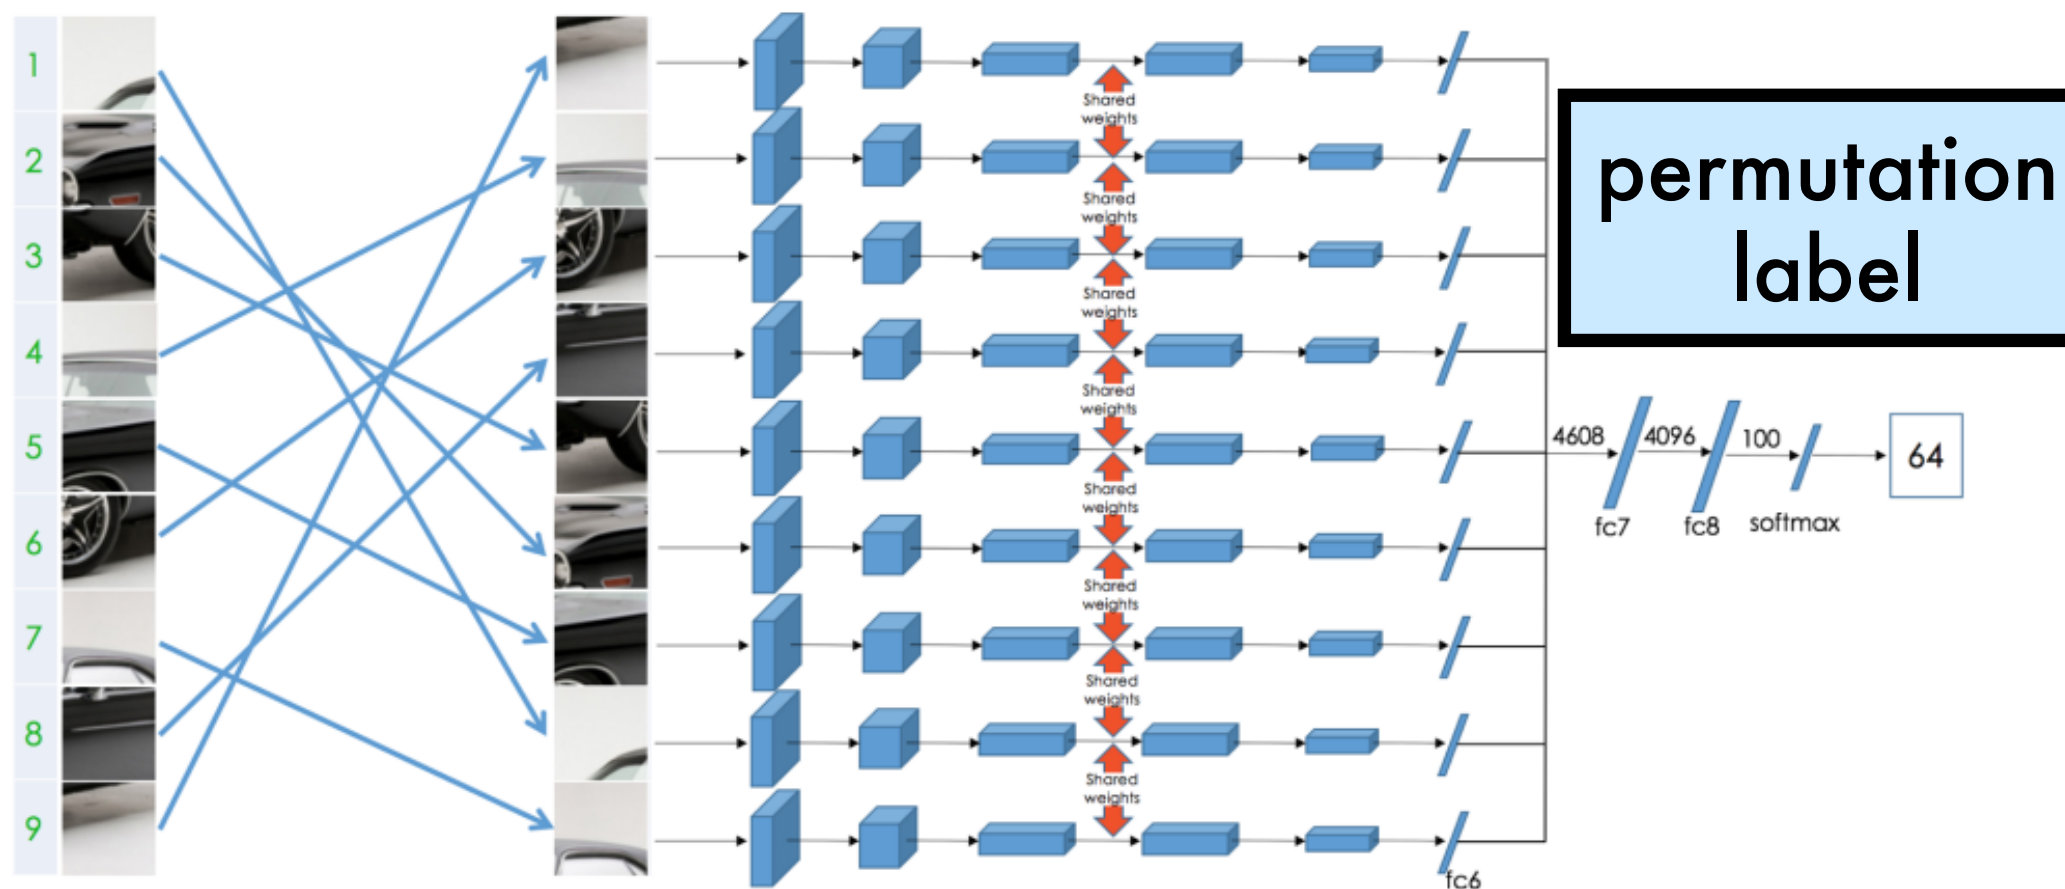 1
2
3
4
5
6
7
8
9
Shared
weights
Shared
weights
Shared
weights
Shared
weights
Shared
weights
Shared
weights
Shared
weights
Shared
weights
fc6
permutation
label
4608
4096
100
64
fc7
fc8
softmax